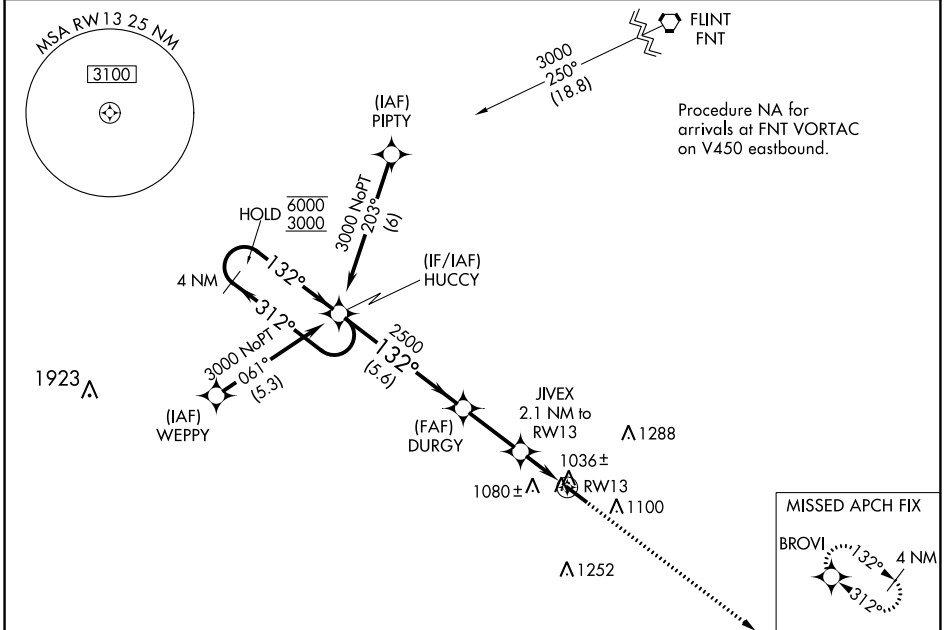 MSA RW13 25 NM
3100
FLINT
FNT
3000
250°
(18.8)
Procedure NA for
arrivals at FNT VORTAC
on V450 eastbound.
(IAF)
PIPTY
3000 NoPT
203°
(6)
HOLD
6000
3000
4 NM
132°
312°
(IF/IAF)
HUCCY
3000 NoPT
061°
(5.3)
(IAF)
WEPPY
1923
2500
132°
(5.6)
(FAF)
DURGY
JIVEX
2.1 NM to
RW13
1288
1036±
1080±
RW13
1100
1252
MISSED APCH FIX
BROVI
132°
4 NM
312°